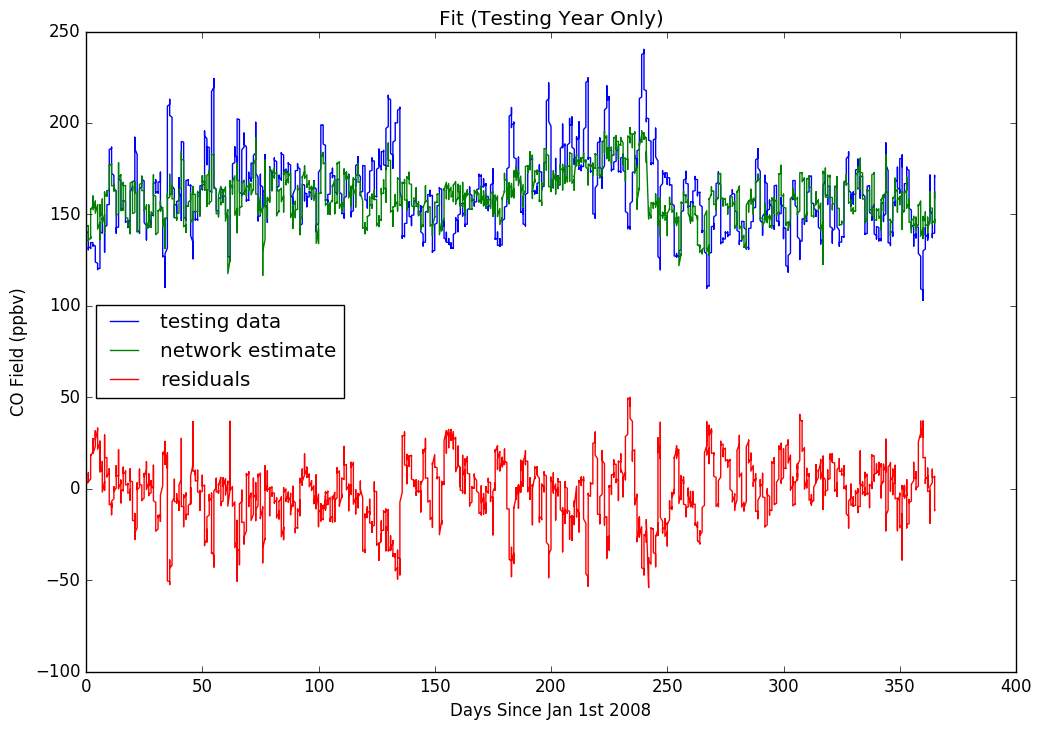 Fit (Testing Year Only)
CO Field (ppbv)
250
200
150
100
50
0
−50
−100
testing data
network estimate
residuals
0 50 100 150 200 250 300 350 400
Days Since Jan 1st 2008